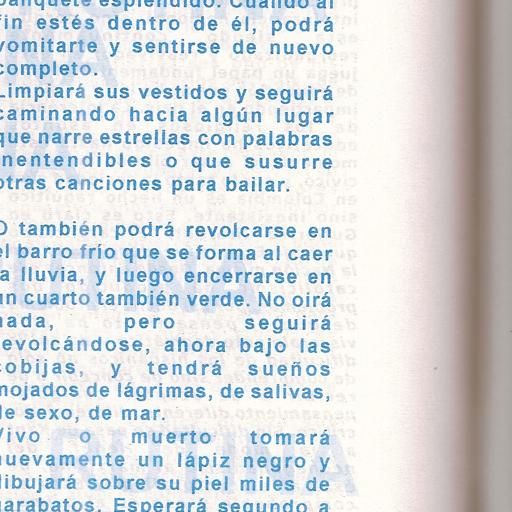 banquete espléndido. Cuando al
fin estés dentro de él, podrá
vomitarte y sentirse de nuevo
completo.
Limpiará sus vestidos y seguirá
caminando hacia algún lugar
que narre estrellas con palabras
nentendibles o que susurre
otras canciones para bailar.
O también podrá revolcarse en
el barro frío que se forma al caer
la lluvia, y luego encerrarse en
un cuarto también verde. No oirá
nada, pero seguirá
evolcándose, ahora bajo las
cobijas, y tendrá sueños
mojados de lágrimas, de salivas,
de sexo, de mar.
Vivo o muerto tomará
nuevamente un lápiz negro y
dibujará sobre su piel miles de
garabatos. Esperará segundo a